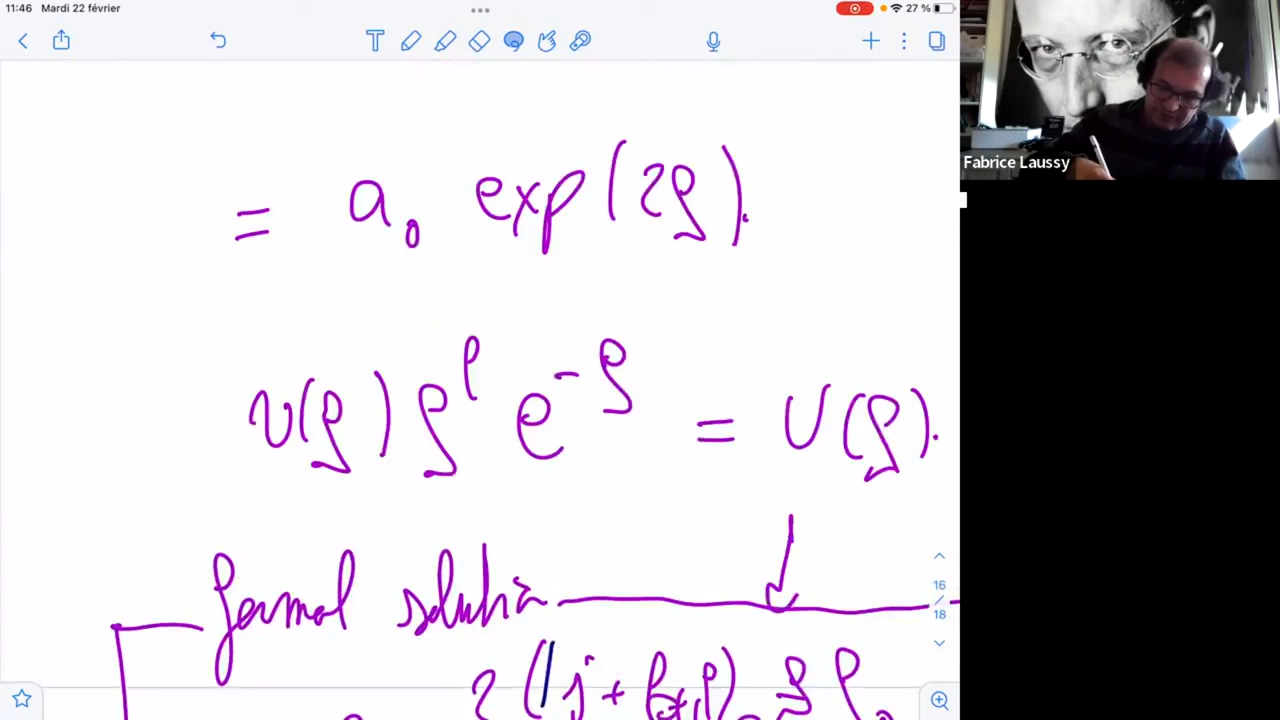 11:46 Mardi 22 février
27 %
Fabrice Laussy
= a₀ exp(2ρ).
v(ρ) ρˡ e^{-ρ} = U(ρ).
formal solution
16
18